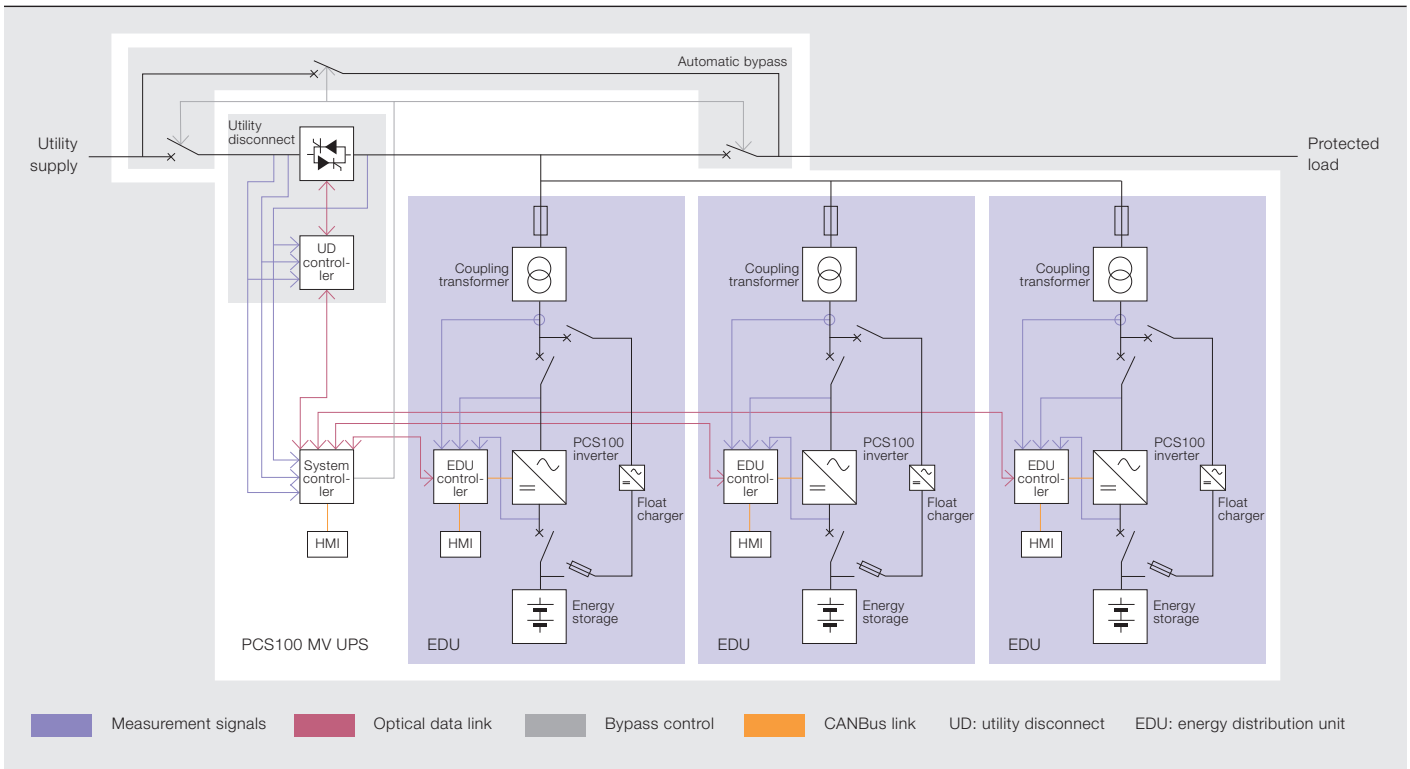 Automatic bypass
Utility
supply
Utility
disconnect
Protected
load
UD
control-
ler
Coupling
transformer
Coupling
transformer
Coupling
transformer
System
control-
ler
HMI
EDU
control-
ler
HMI
PCS100
inverter
Float
charger
Energy
storage
EDU
control-
ler
HMI
PCS100
inverter
Float
charger
Energy
storage
EDU
control-
ler
HMI
PCS100
inverter
Float
charger
Energy
storage
PCS100 MV UPS
EDU
EDU
EDU
Measurement signals
Optical data link
Bypass control
CANBus link
UD: utility disconnect
EDU: energy distribution unit